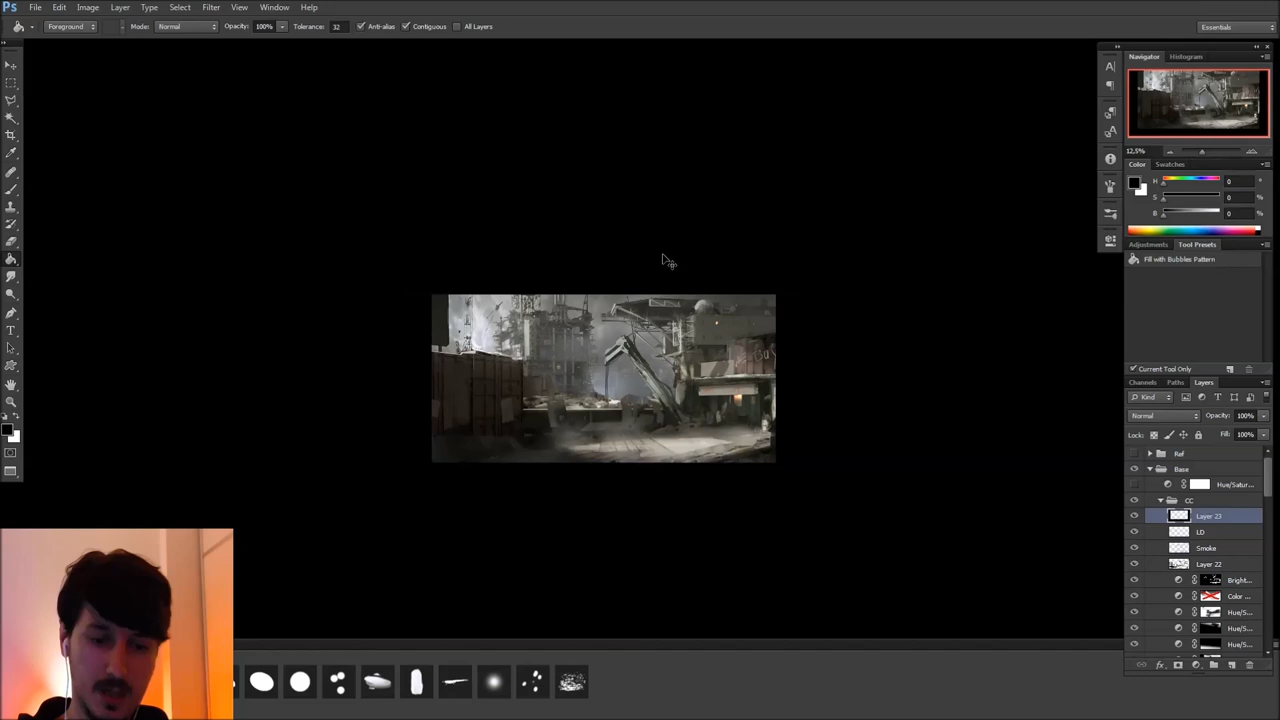 Ps File Edit Image Layer Type Select Filter View Window Help
Foreground Mode: Normal Opacity: 100% Tolerance: 32 Anti-alias Contiguous All Layers Essentials
Navigator Histogram
12,5%
Color Swatches
H 0 °
S 0 %
B 0 %
Adjustments Tool Presets
Fill with Bubbles Pattern
Current Tool Only
Channels Paths Layers
Kind
Normal Opacity: 100%
Lock: Fill: 100%
Ref
Base
Hue/Satur...
CC
Layer 23
LD
Smoke
Layer 22
Bright...
Color ...
Hue/S...
Hue/S...
Hue/S...